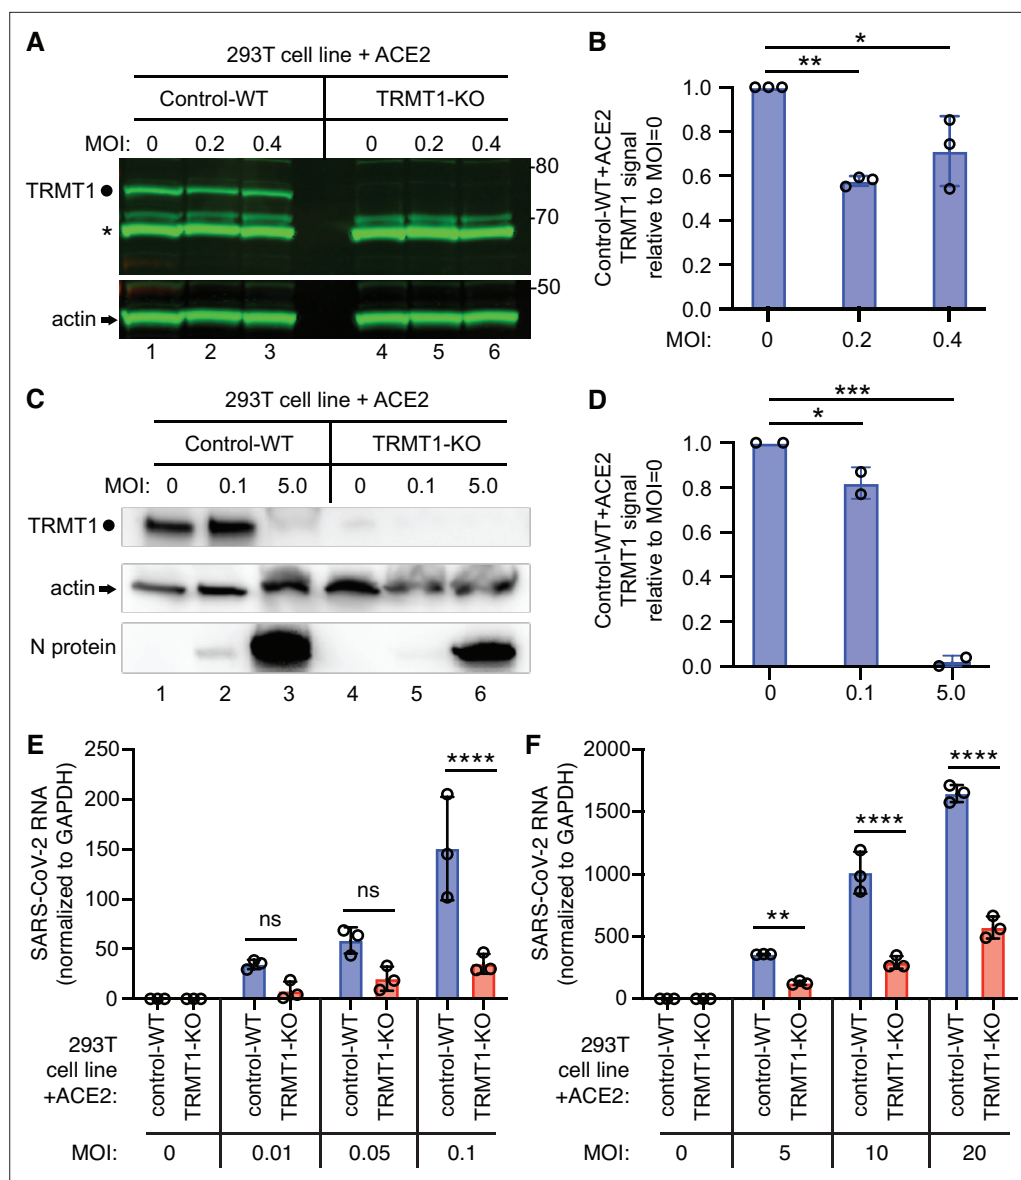 A
293T cell line + ACE2
Control-WT TRMT1-KO
MOI: 0 0.2 0.4 0 0.2 0.4
TRMT1●
*
actin
-80
-70
-50
1 2 3 4 5 6
B
* 
**
Control-WT+ACE2
TRMT1 signal
relative to MOI=0
1.0
0.8
0.6
0.4
0.2
0.0
MOI: 0 0.2 0.4
C
293T cell line + ACE2
Control-WT TRMT1-KO
MOI: 0 0.1 5.0 0 0.1 5.0
TRMT1●
actin
N protein
1 2 3 4 5 6
D
***
*
Control-WT+ACE2
TRMT1 signal
relative to MOI=0
1.0
0.8
0.6
0.4
0.2
0.0
0 0.1 5.0
E
SARS-CoV-2 RNA
(normalized to GAPDH)
250
200
150
100
50
0
ns
ns
****
293T
cell line
+ACE2:
control-WT
TRMT1-KO
control-WT
TRMT1-KO
control-WT
TRMT1-KO
control-WT
TRMT1-KO
MOI: 0 0.01 0.05 0.1
F
SARS-CoV-2 RNA
(normalized to GAPDH)
2000
1500
1000
500
0
**
****
****
293T
cell line
+ACE2:
control-WT
TRMT1-KO
control-WT
TRMT1-KO
control-WT
TRMT1-KO
control-WT
TRMT1-KO
MOI: 0 5 10 20